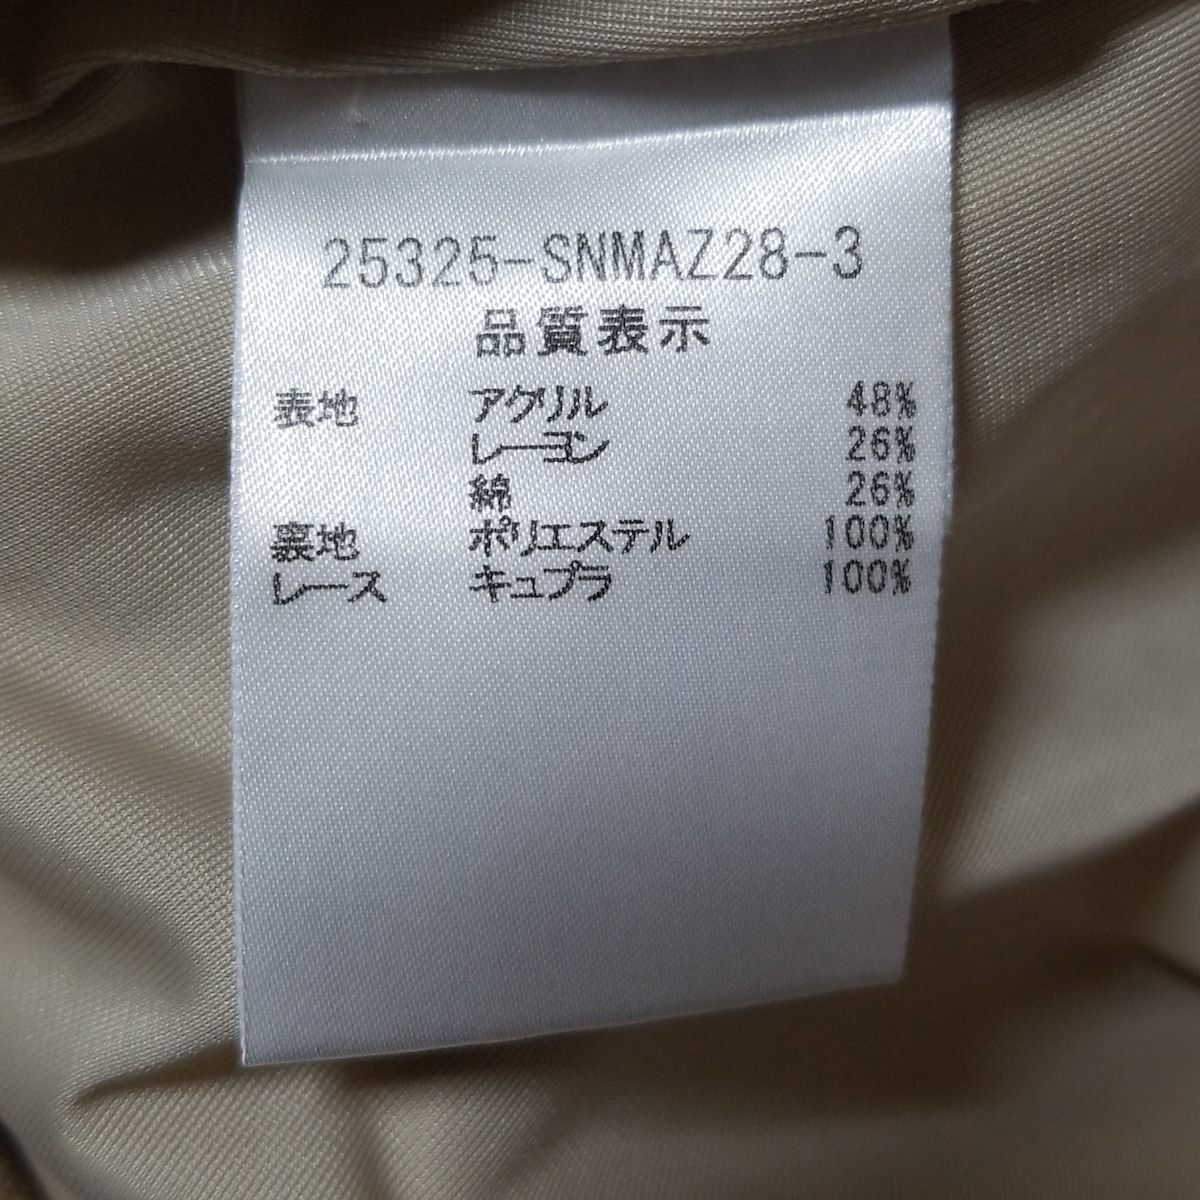 25325-SNMAZ28-3
品質表示
表地 アクリル 48%
レーヨン 26%
綿 26%
裏地 ポリエステル 100%
レース キュプラ 100%